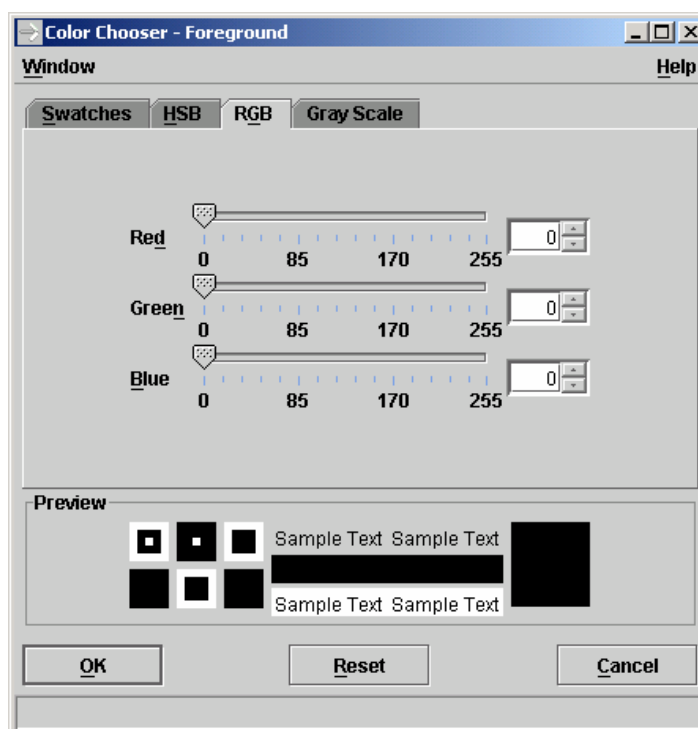 Color Chooser - Foreground
Window Help
Swatches HSB RGB Gray Scale
Red 0
0 85 170 255
Green 0
0 85 170 255
Blue 0
0 85 170 255
Preview
Sample Text Sample Text
Sample Text Sample Text
OK Reset Cancel